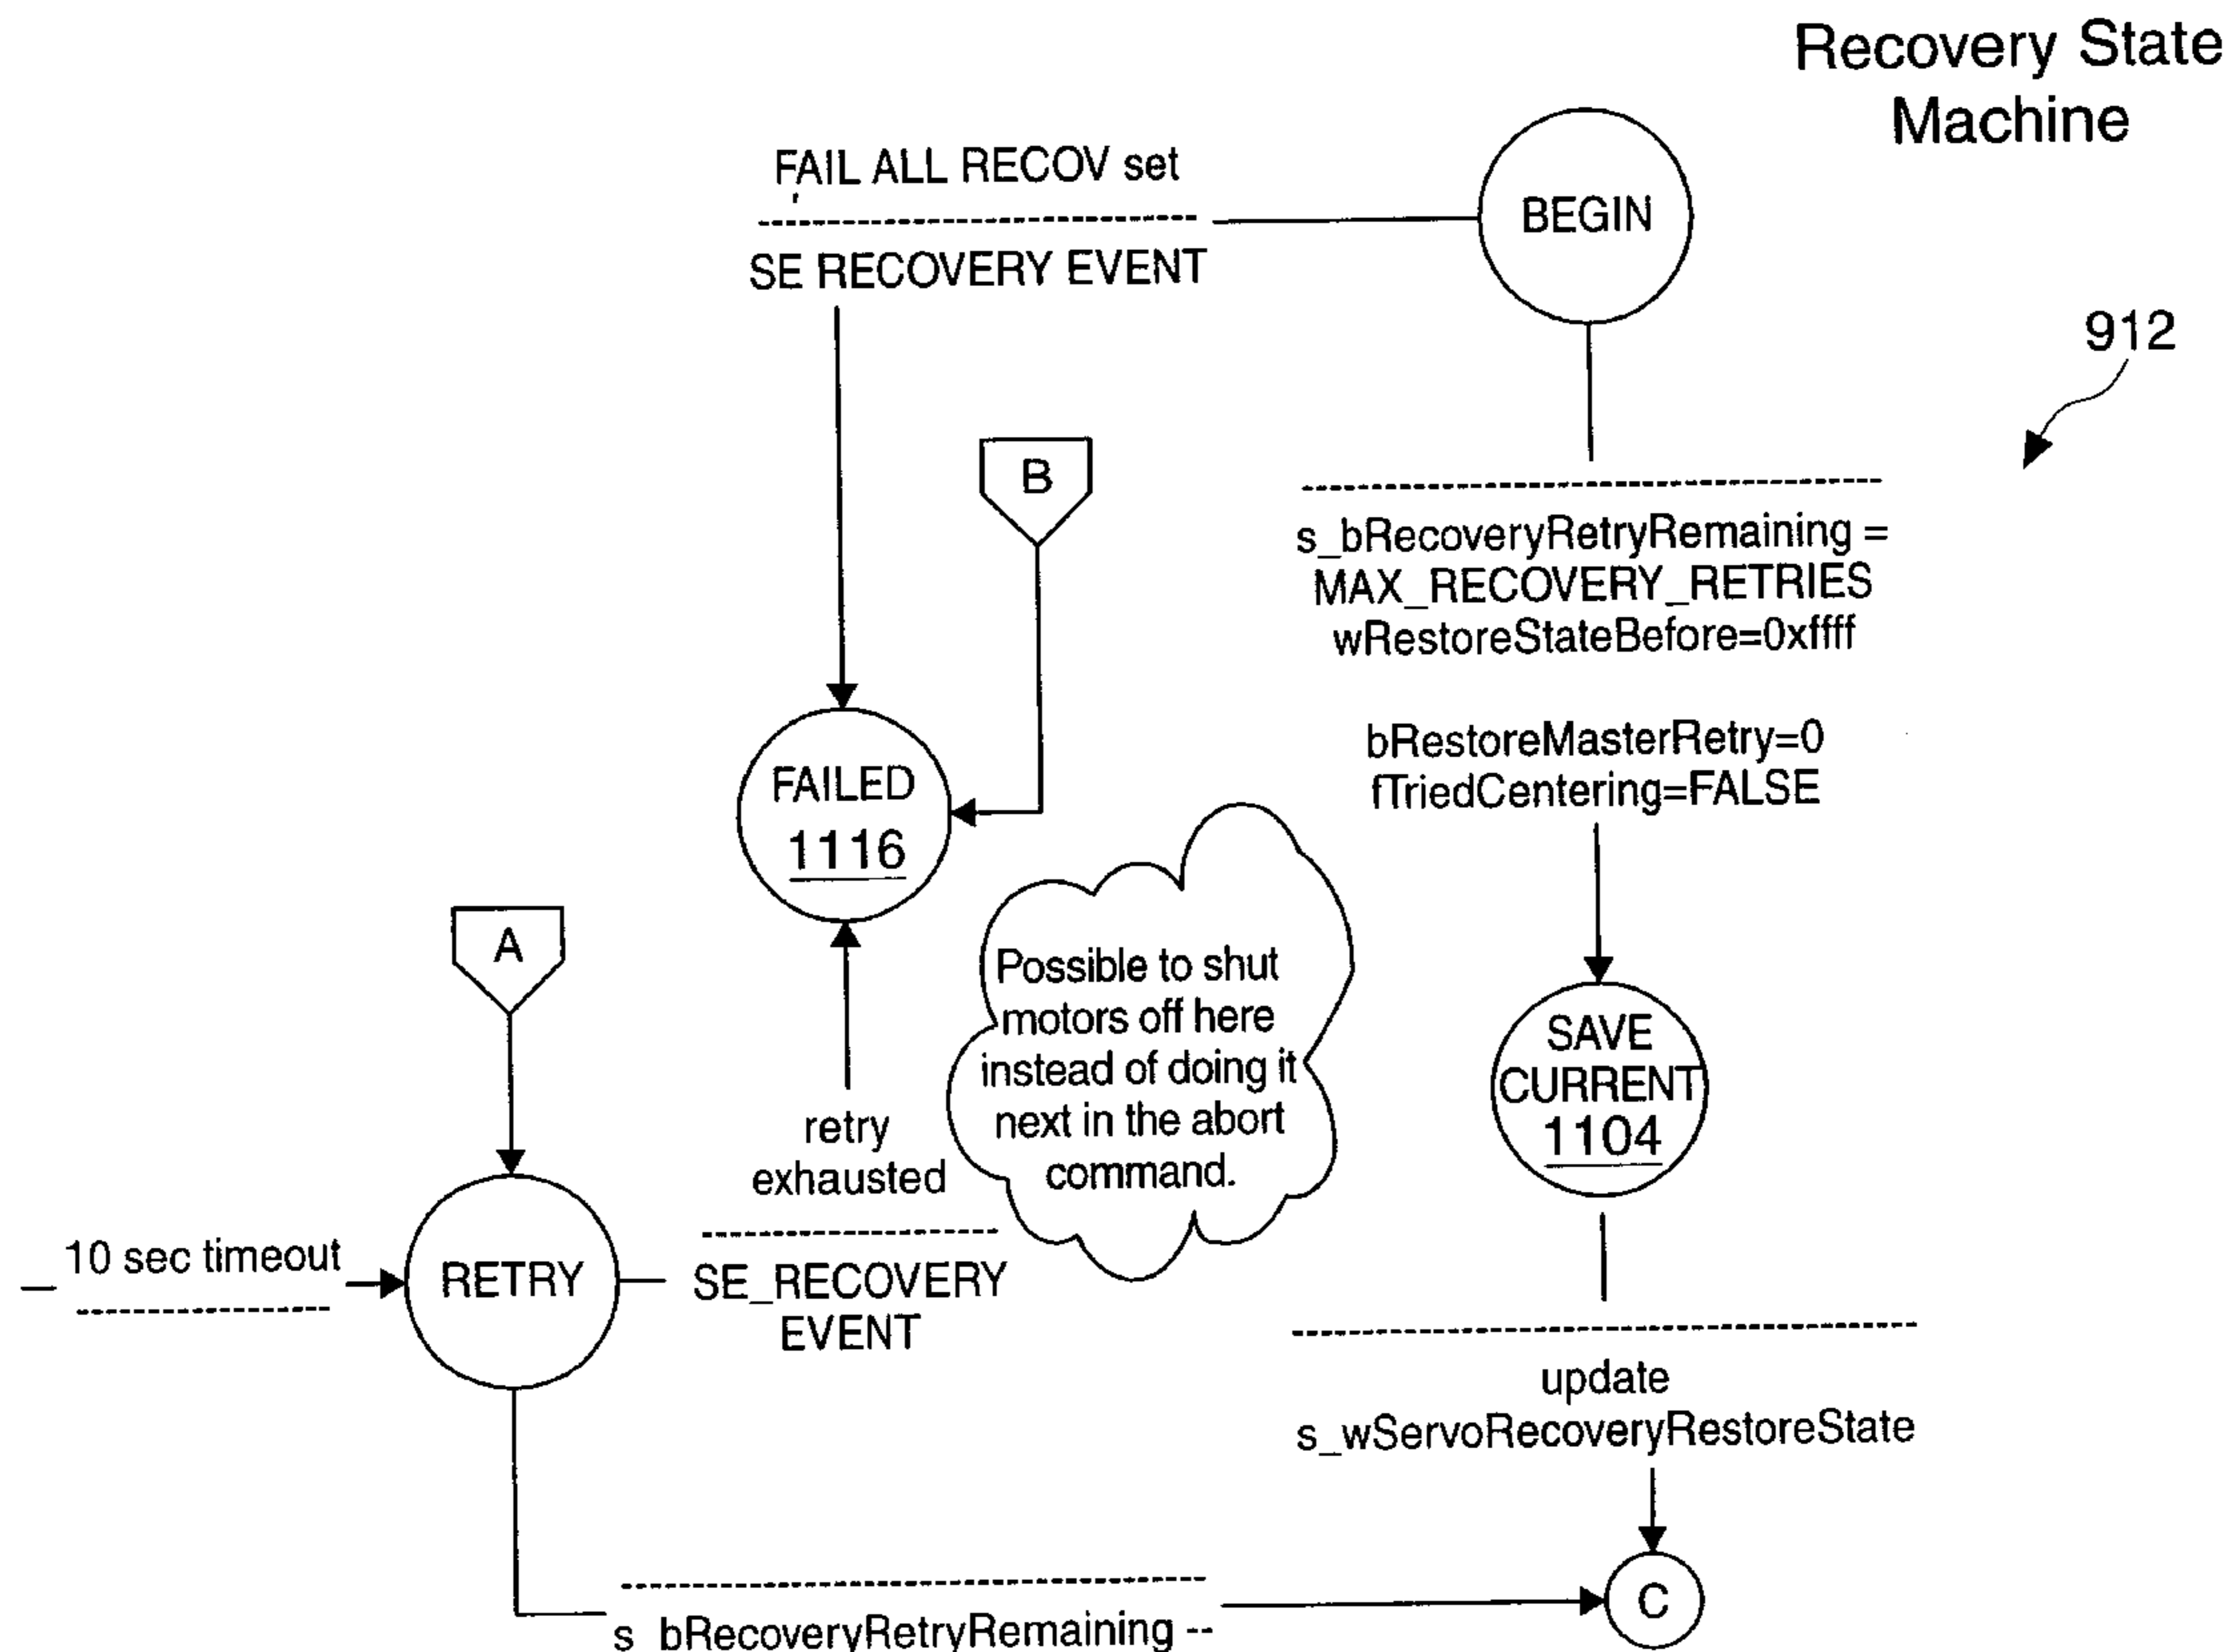 Recovery State
Machine
FAIL ALL RECOV set
SE RECOVERY EVENT
BEGIN
912
B
s_bRecoveryRetryRemaining =
MAX_RECOVERY_RETRIES
wRestoreStateBefore=0xffff
bRestoreMasterRetry=0
fTriedCentering=FALSE
FAILED
1116
A
Possible to shut
motors off here
instead of doing it
next in the abort
command.
SAVE
CURRENT
1104
retry
exhausted
10 sec timeout
RETRY
SE_RECOVERY
EVENT
update
s_wServoRecoveryRestoreState
C
s bRecoveryRetryRemaining --